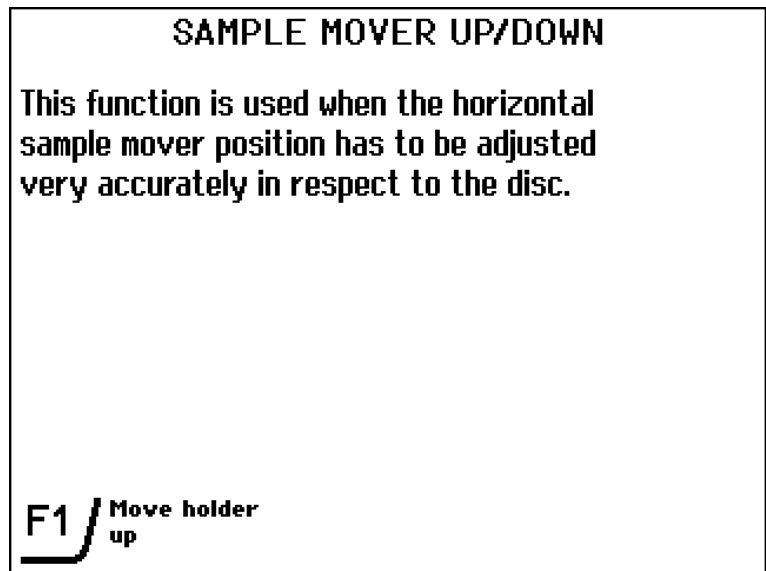 SAMPLE MOVER UP/DOWN
This function is used when the horizontal
sample mover position has to be adjusted
very accurately in respect to the disc.
F1 Move holder
up